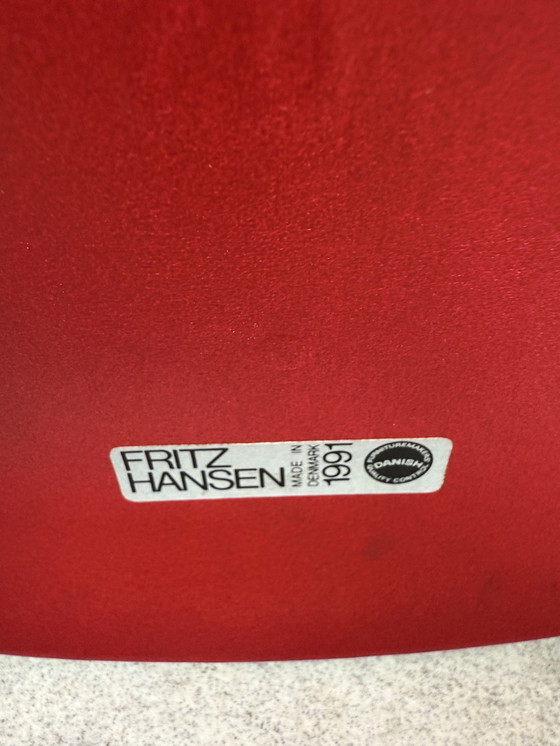 FRITZ
HANSEN
MADE IN
DENMARK
1991
FURNITUREMAKERS
DANISH
QUALITY CONTROL